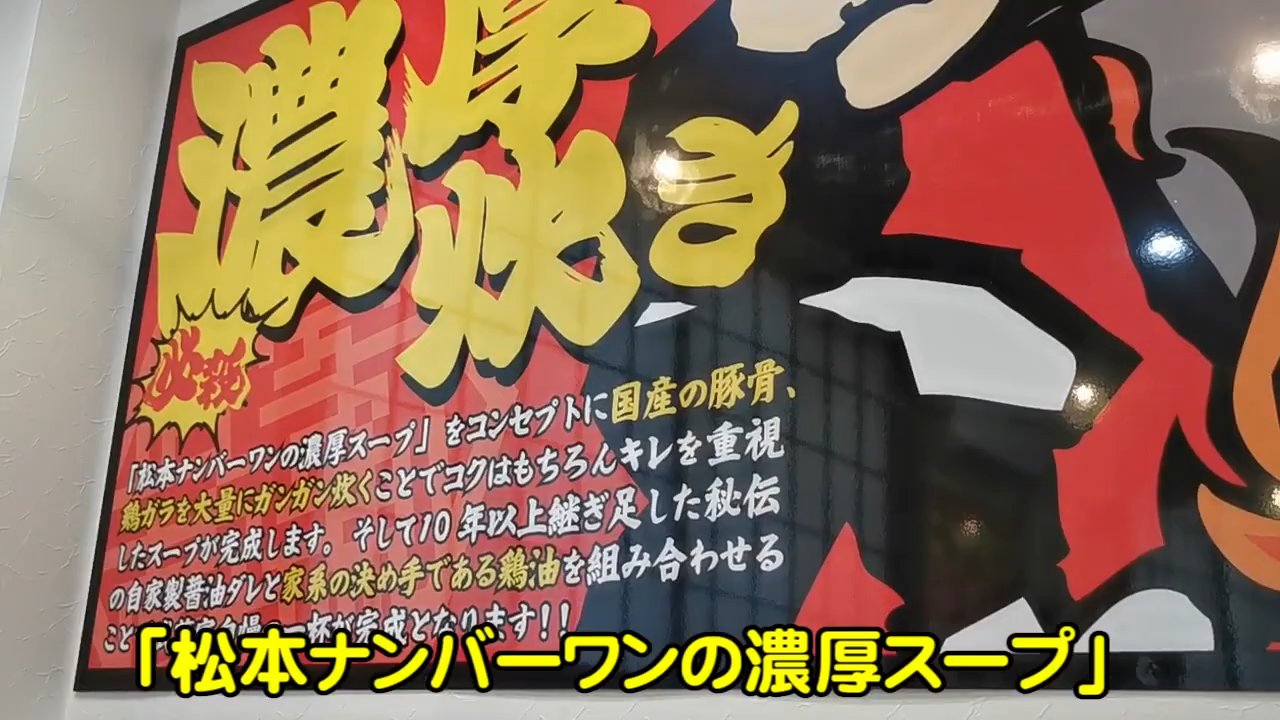 濃厚
炊き
必殺
「松本ナンバーワンの濃厚スープ」をコンセプトに国産の豚骨、
鶏ガラを大量にガンガン炊くことでコクはもちろんキレを重視
したスープが完成します。そして10年以上継ぎ足した秘伝
の自家製醤油ダレと家系の決め手である鶏油を組み合わせる
こと 一杯が完成となります!!
「松本ナンバーワンの濃厚スープ」